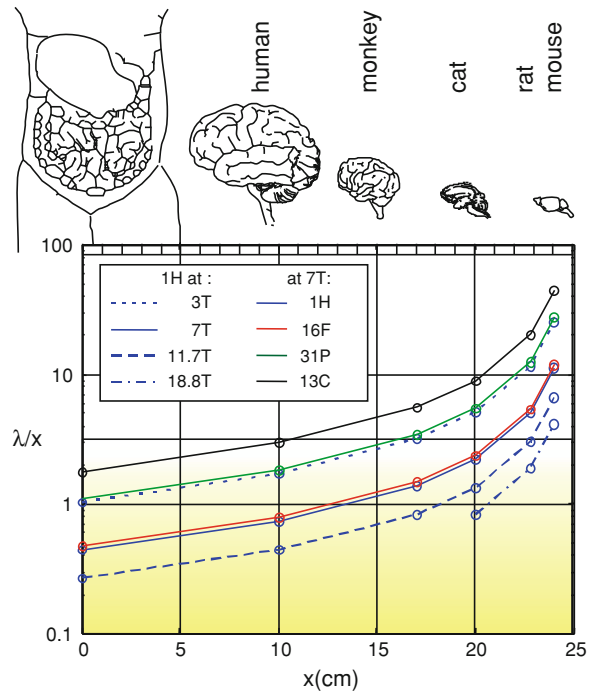 human
monkey
cat
rat
mouse
100
10
1
0.1
λ/x
1H at :
3T
7T
11.7T
18.8T
at 7T:
1H
16F
31P
13C
0
5
10
15
20
25
x(cm)